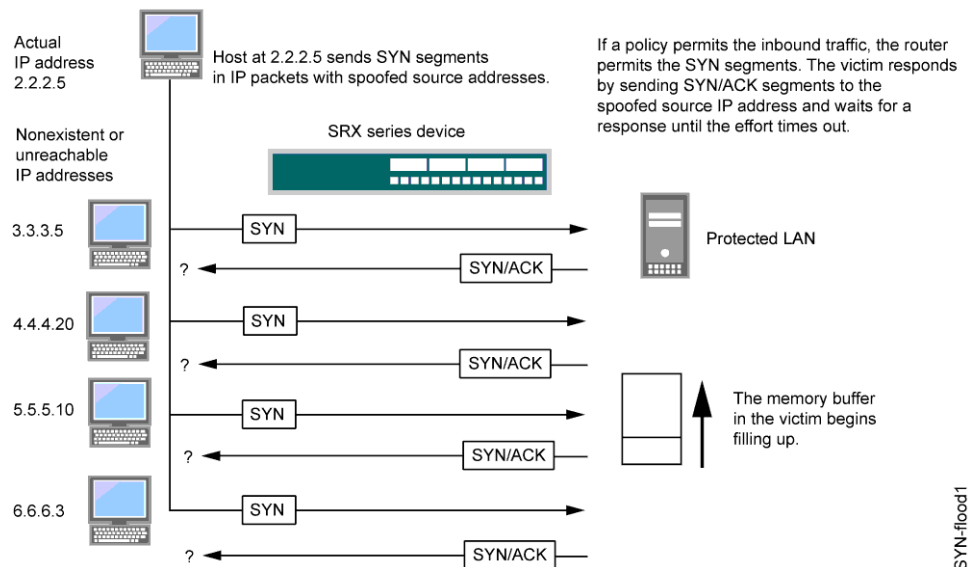 Actual
IP address
2.2.2.5
Host at 2.2.2.5 sends SYN segments
in IP packets with spoofed source addresses.
If a policy permits the inbound traffic, the router
permits the SYN segments. The victim responds
by sending SYN/ACK segments to the
spoofed source IP address and waits for a
response until the effort times out.
Nonexistent or
unreachable
IP addresses
SRX series device
3.3.3.5
SYN
Protected LAN
? SYN/ACK
4.4.4.20
SYN
? SYN/ACK
5.5.5.10
SYN
The memory buffer
in the victim begins
filling up.
? SYN/ACK
6.6.6.3
SYN
? SYN/ACK
SYN-flood1